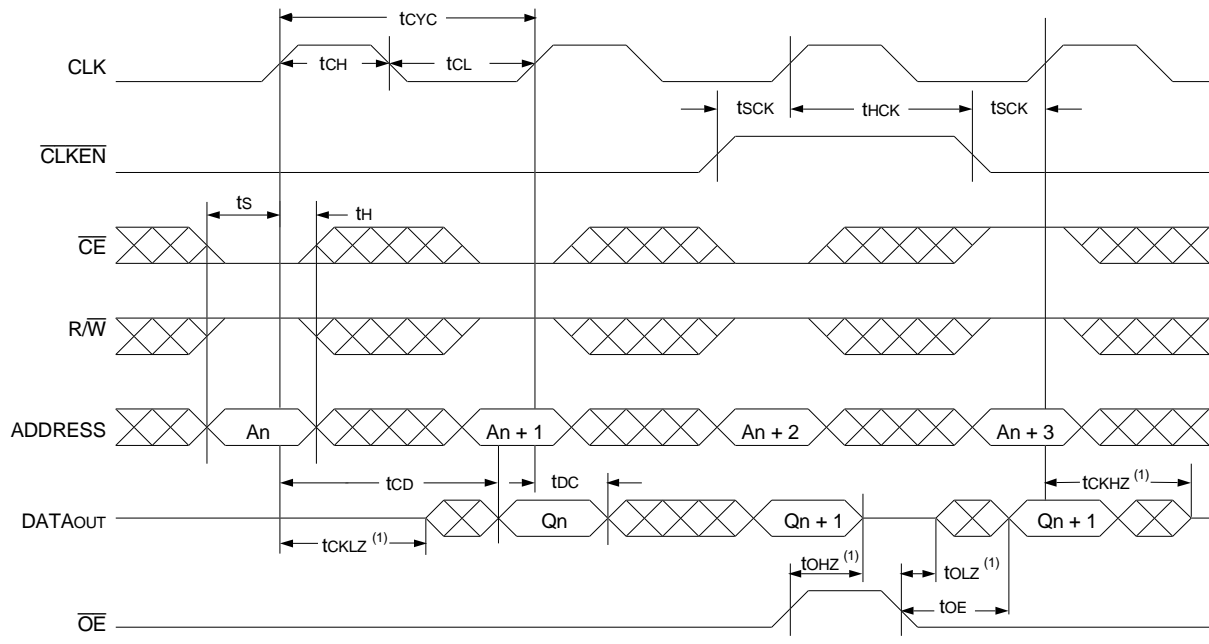 tCYC
CLK
tCH
tCL
tSCK
tHCK
tSCK
CLKEN
tS
tH
CE
R/W
ADDRESS
An
An + 1
An + 2
An + 3
tCD
tDC
tCKHZ (1)
DATAOUT
Qn
Qn + 1
Qn + 1
tCKLZ (1)
tOHZ (1)
tOLZ (1)
tOE
OE